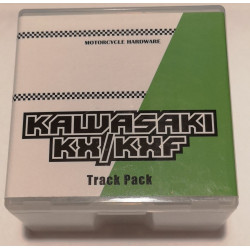 MOTORCYCLE HARDWARE
KAWASAKI
KX/KXF
Track Pack